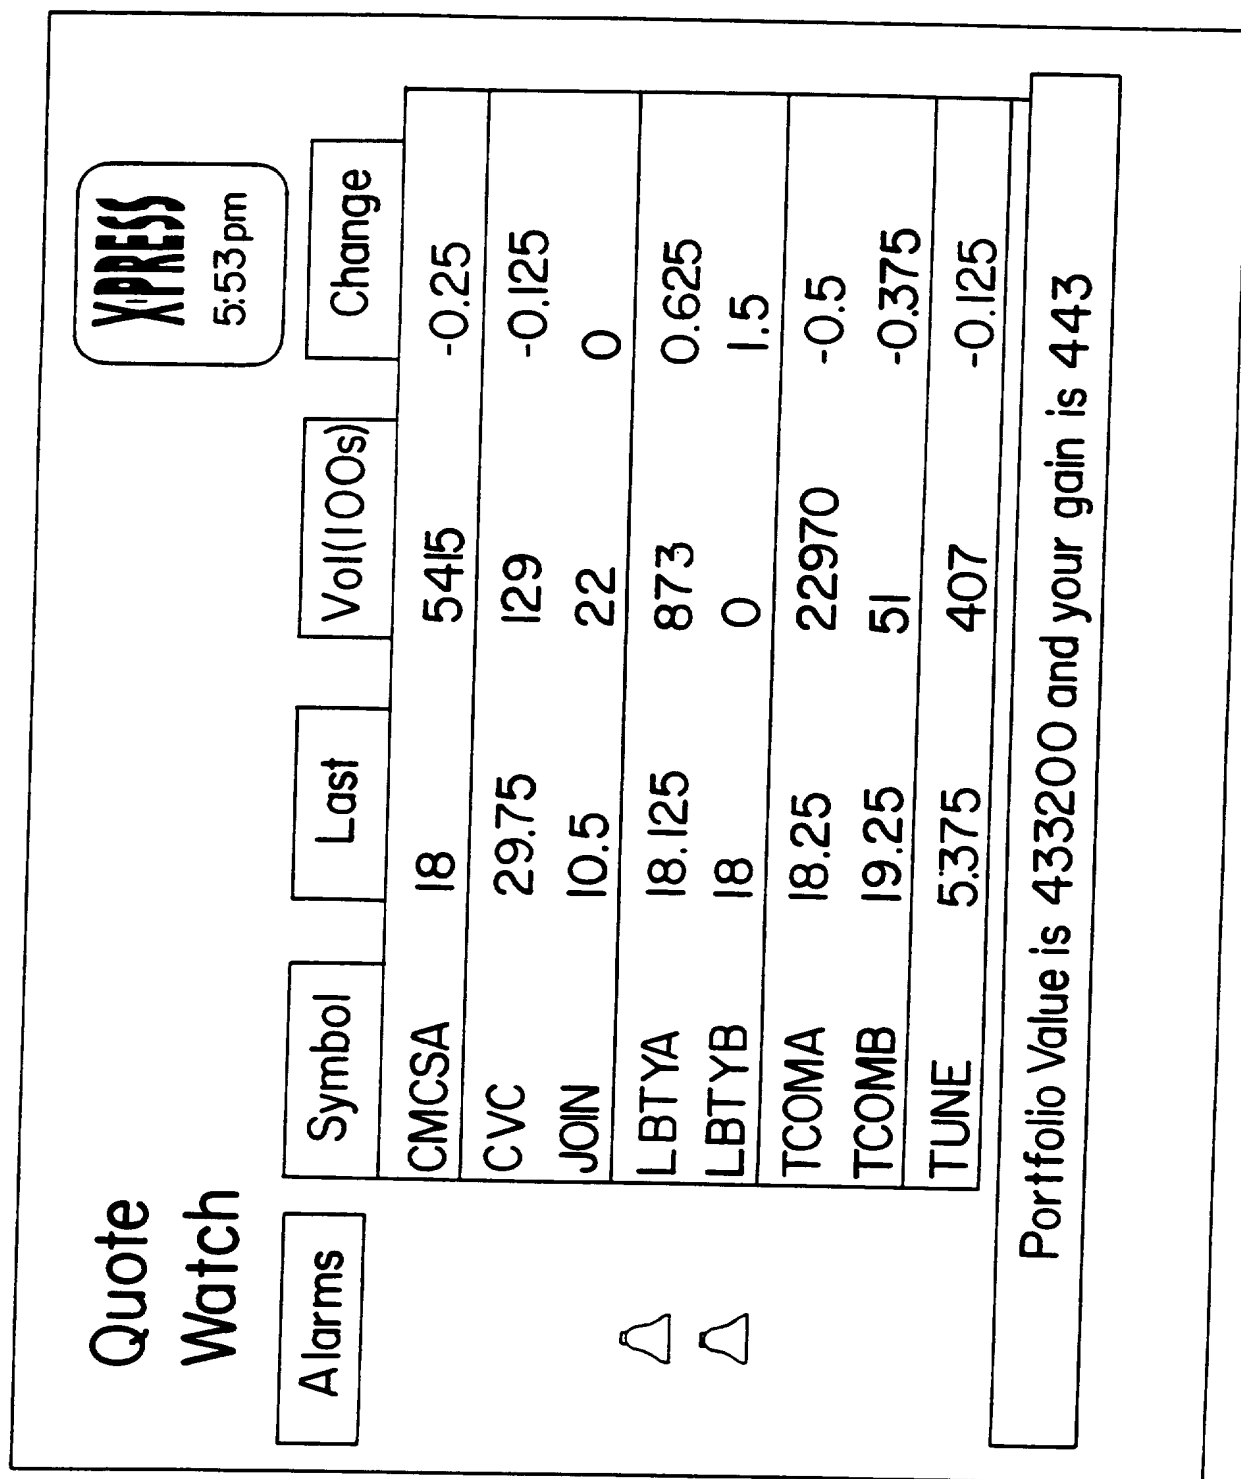 Quote
Watch
X·PRESS
5:53pm
Alarms Symbol Last Vol(100s) Change
CMCSA 18 5415 -0.25
CVC 29.75 129 -0.125
JOIN 10.5 22 0
LBTYA 18.125 873 0.625
LBTYB 18 0 1.5
TCOMA 18.25 22970 -0.5
TCOMB 19.25 51 -0.375
TUNE 5.375 407 -0.125
Portfolio Value is 433200 and your gain is 443